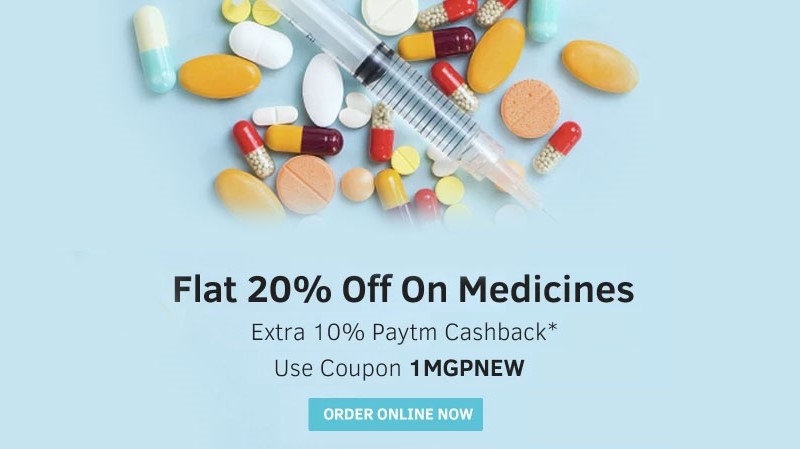 Flat 20% Off On Medicines
Extra 10% Paytm Cashback*
Use Coupon 1MGPNEW
ORDER ONLINE NOW